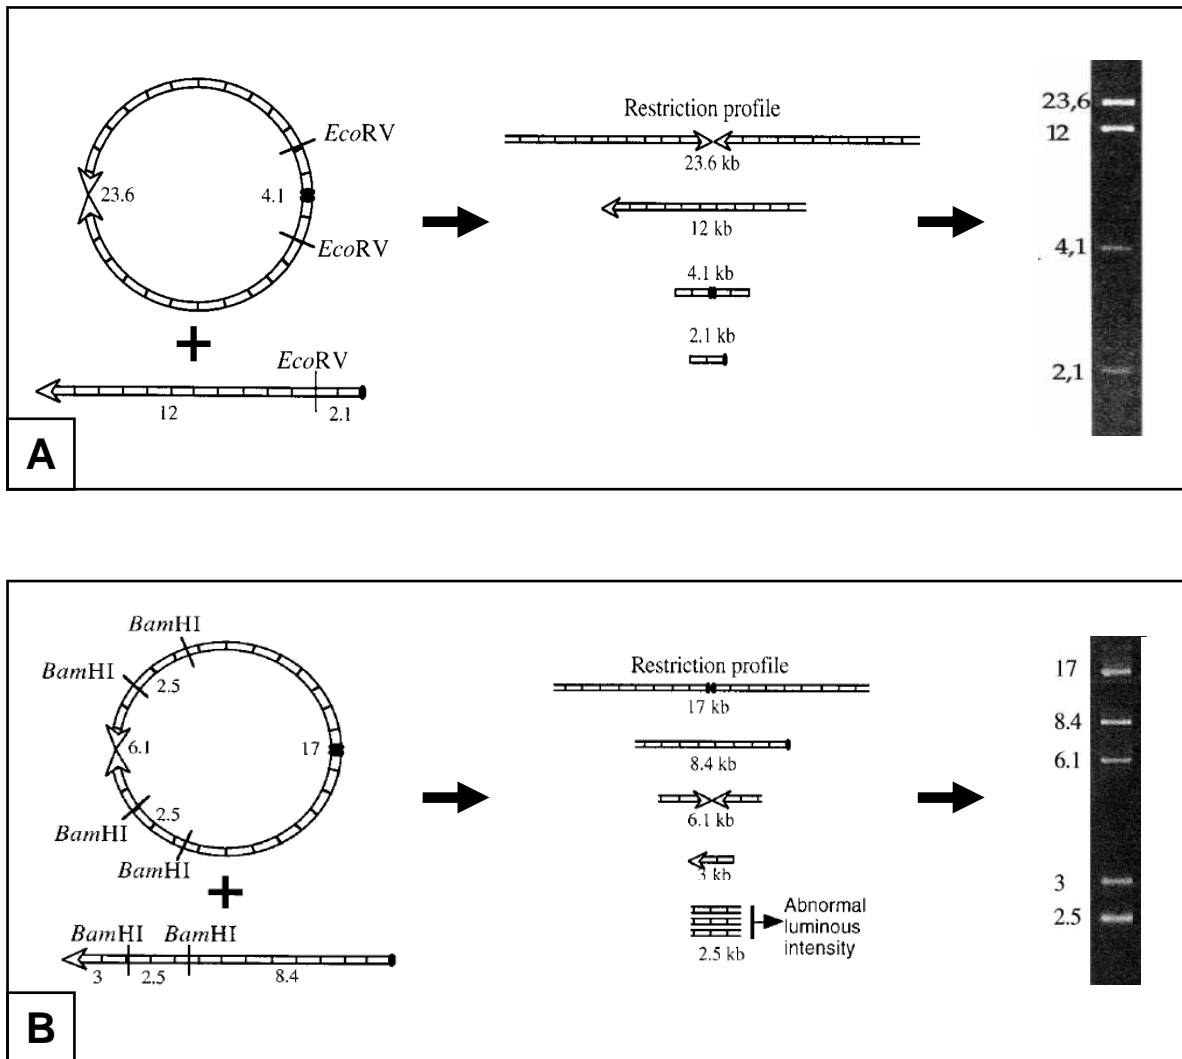 EcoRV
23.6
4.1
EcoRV
+
EcoRV
12
2.1
Restriction profile
23.6 kb
12 kb
4.1 kb
2.1 kb
23,6
12
4,1
2,1
A
BamHI
BamHI
2.5
6.1
17
2.5
BamHI
BamHI
+
BamHI BamHI
3
2.5
8.4
Restriction profile
17 kb
8.4 kb
6.1 kb
3 kb
Abnormal
luminous
intensity
2.5 kb
17
8.4
6.1
3
2.5
B